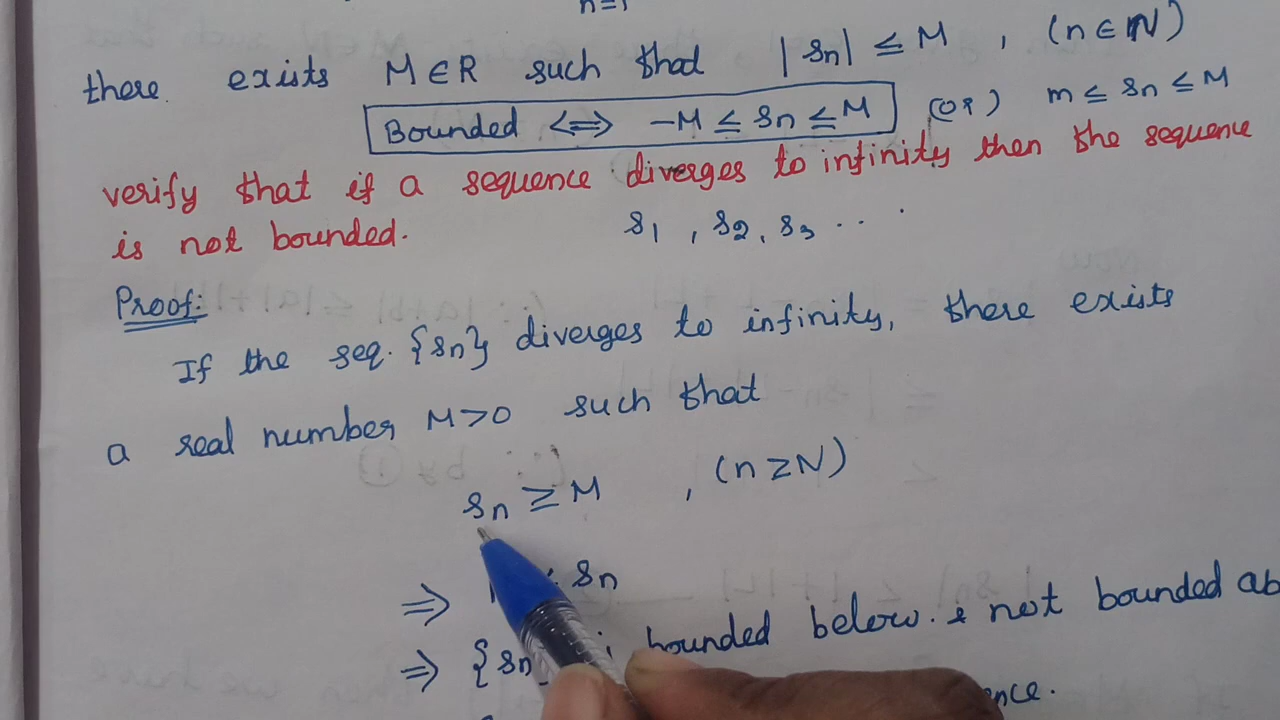 n=1
there exists M∈R such that |sn| ≤ M , (n∈N)
Bounded <=> -M ≤ sn ≤ M (or) m ≤ sn ≤ M
verify that if a sequence diverges to infinity then the sequence
is not bounded. s1, s2, s3 ...
Proof:
If the seq. {sn} diverges to infinity, there exists
a real number M>0 such that
sn ≥ M , (n≥N)
⇒ sn
⇒ {sn bounded below. & not bounded ab